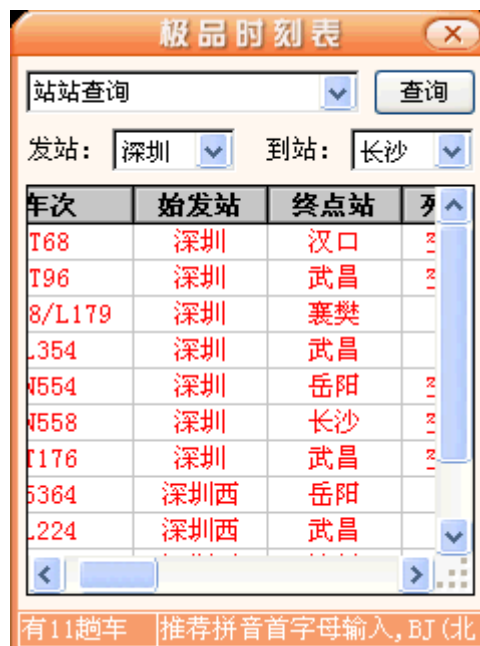 极品时刻表
站站查询 查询
发站： 深圳 到站： 长沙
车次 始发站 终点站
T68 深圳 汉口
T96 深圳 武昌
8/L179 深圳 襄樊
L354 深圳 武昌
N554 深圳 岳阳
N558 深圳 长沙
T176 深圳 武昌
5364 深圳西 岳阳
L224 深圳西 武昌
有11趟车 推荐拼音首字母输入,BJ(北